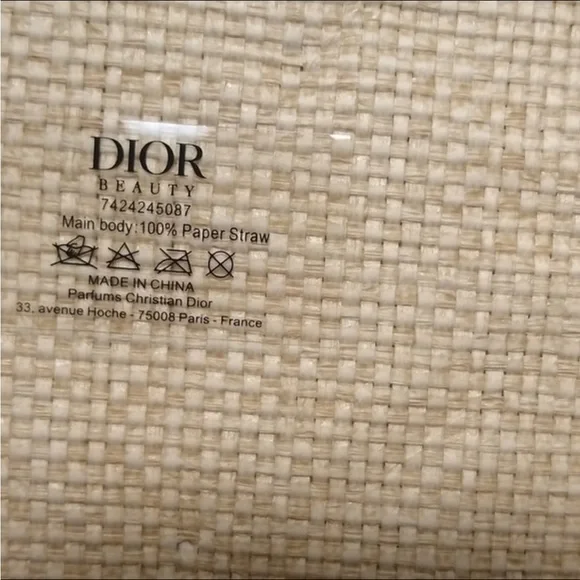 DIOR
BEAUTY
7424245087
Main body:100% Paper Straw
MADE IN CHINA
Parfums Christian Dior
33, avenue Hoche - 75008 Paris - France